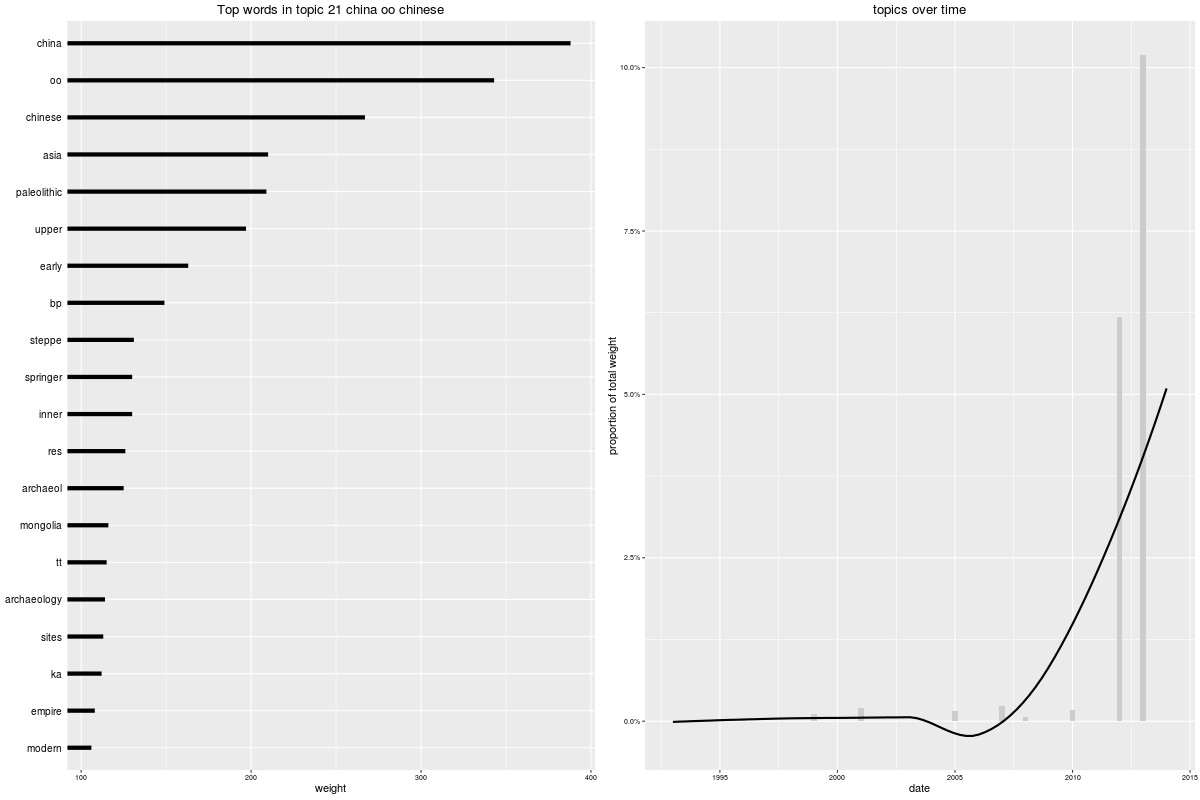 Top words in topic 21 china oo chinese
china
oo
chinese
asia
paleolithic
upper
early
bp
steppe
springer
inner
res
archaeol
mongolia
tt
archaeology
sites
ka
empire
modern
100 200 300 400
weight
topics over time
proportion of total weight
10.0%
7.5%
5.0%
2.5%
0.0%
1995 2000 2005 2010 2015
date